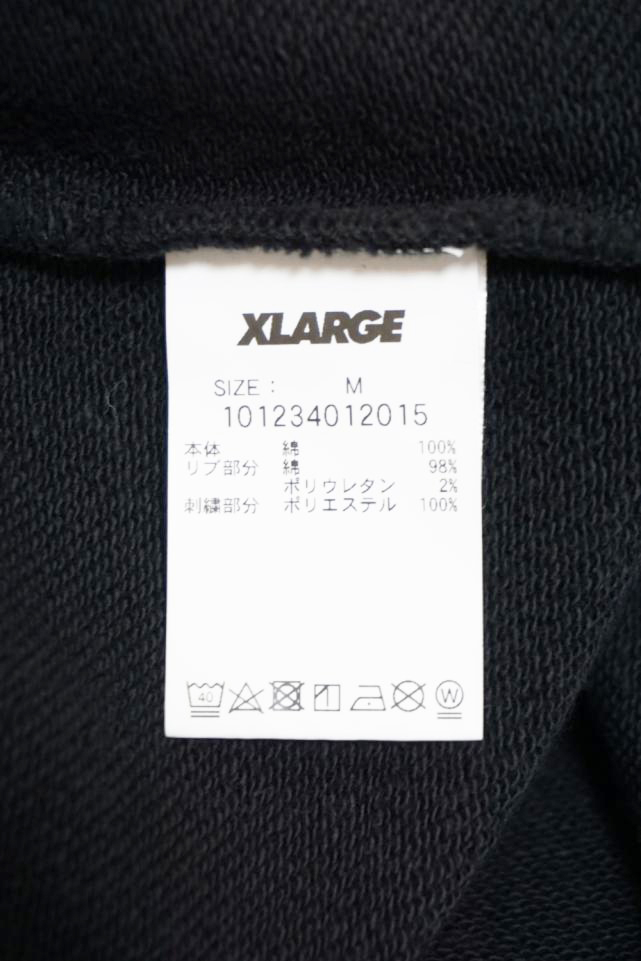 XLARGE
SIZE : M
101234012015
本体 綿 100%
リブ部分 綿 98%
ポリウレタン 2%
刺繍部分 ポリエステル 100%
40 W